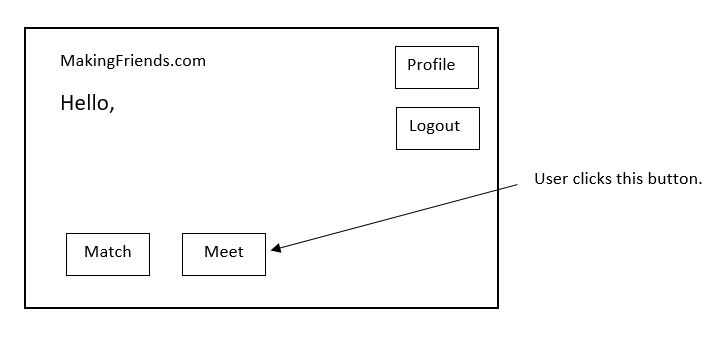 MakingFriends.com
Profile
Hello,
Logout
User clicks this button.
Match
Meet